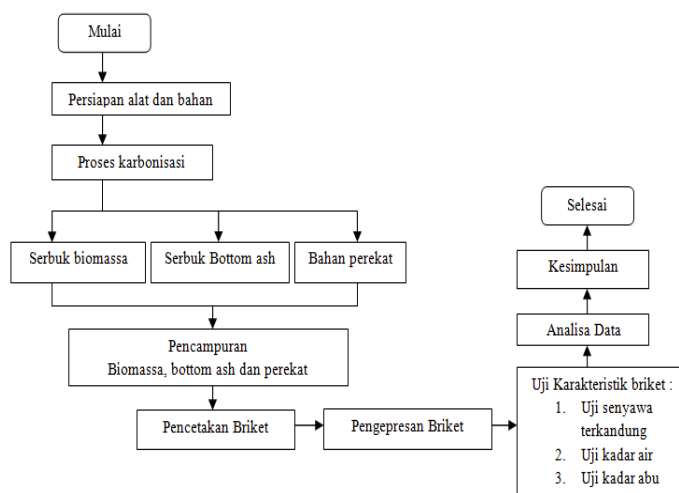 Mulai
Persiapan alat dan bahan
Proses karbonisasi
Serbuk biomassa
Serbuk Bottom ash
Bahan perekat
Pencampuran
Biomassa, bottom ash dan perekat
Pencetakan Briket
Pengepresan Briket
Uji Karakteristik briket :
1. Uji senyawa
terkandung
2. Uji kadar air
3. Uji kadar abu
Analisa Data
Kesimpulan
Selesai